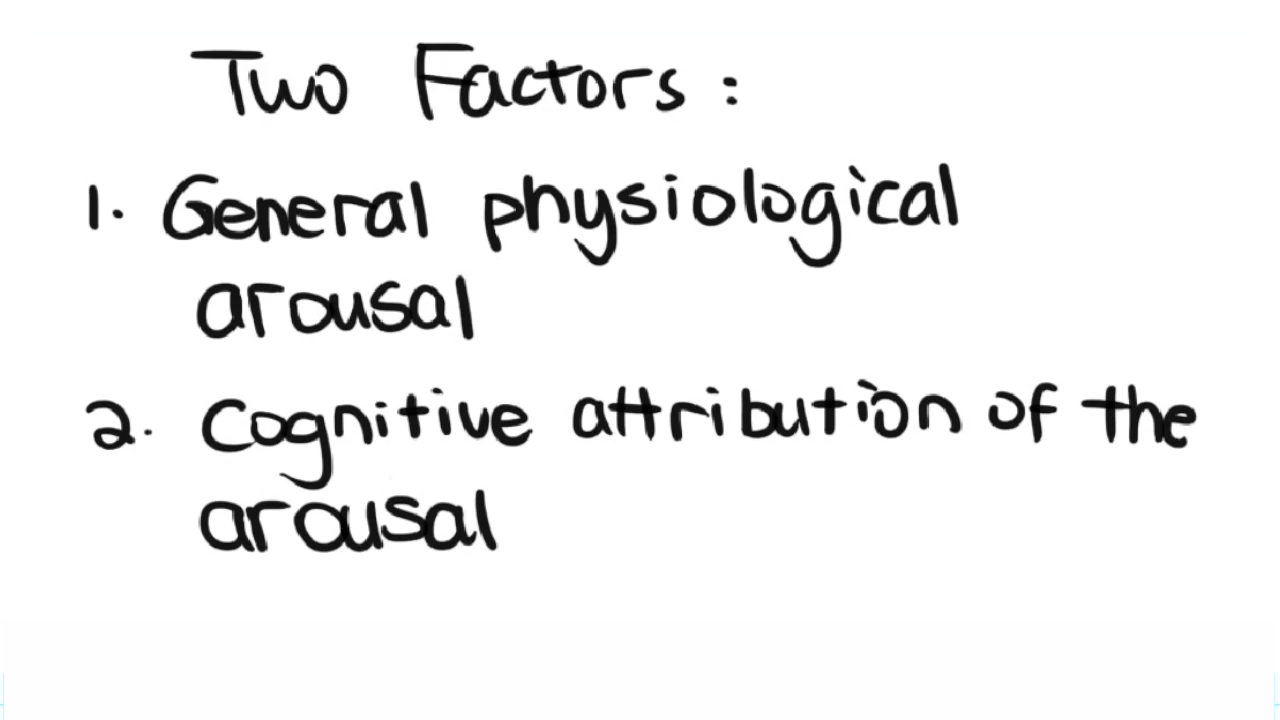 Two Factors:
1. General physiological
arousal
2. Cognitive attribution of the
arousal